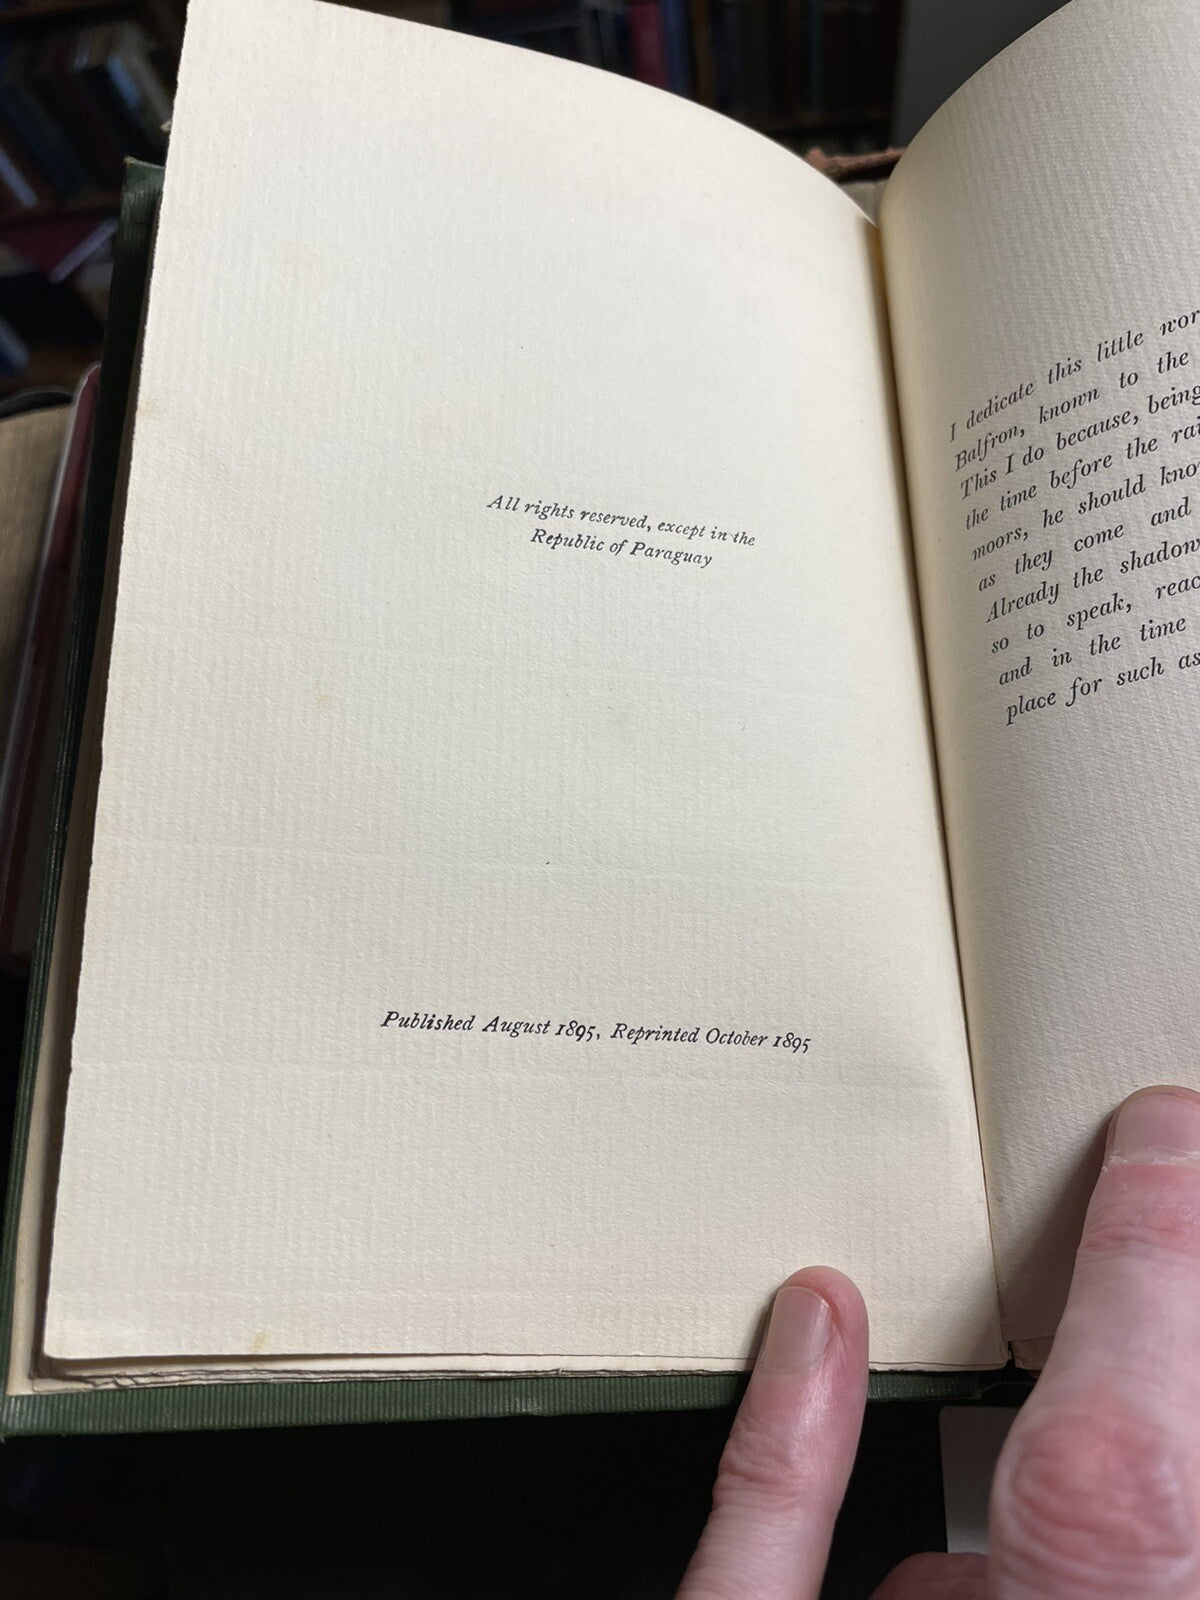 All rights reserved, except in the
Republic of Paraguay
Published August 1895, Reprinted October 1895
I dedicate this little
Balfron, known to the
This I do because, being
the time before the
moors, he should
as they come and
Already the
so to speak,
and in the time
place for such as